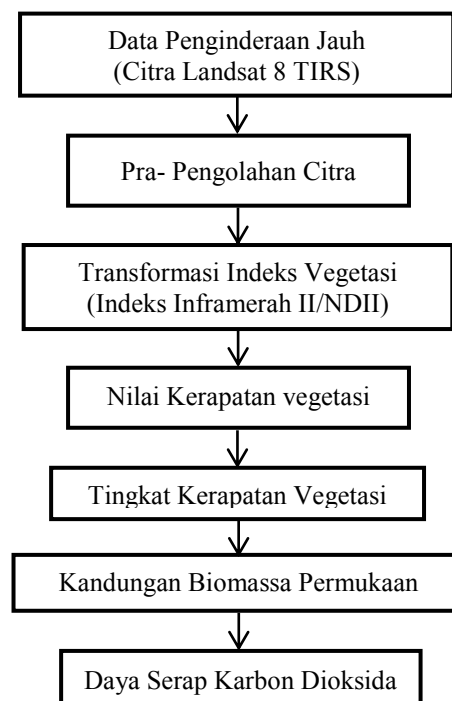 Data Penginderaan Jauh
(Citra Landsat 8 TIRS)
Pra- Pengolahan Citra
Transformasi Indeks Vegetasi
(Indeks Inframerah II/NDII)
Nilai Kerapatan vegetasi
Tingkat Kerapatan Vegetasi
Kandungan Biomassa Permukaan
Daya Serap Karbon Dioksida